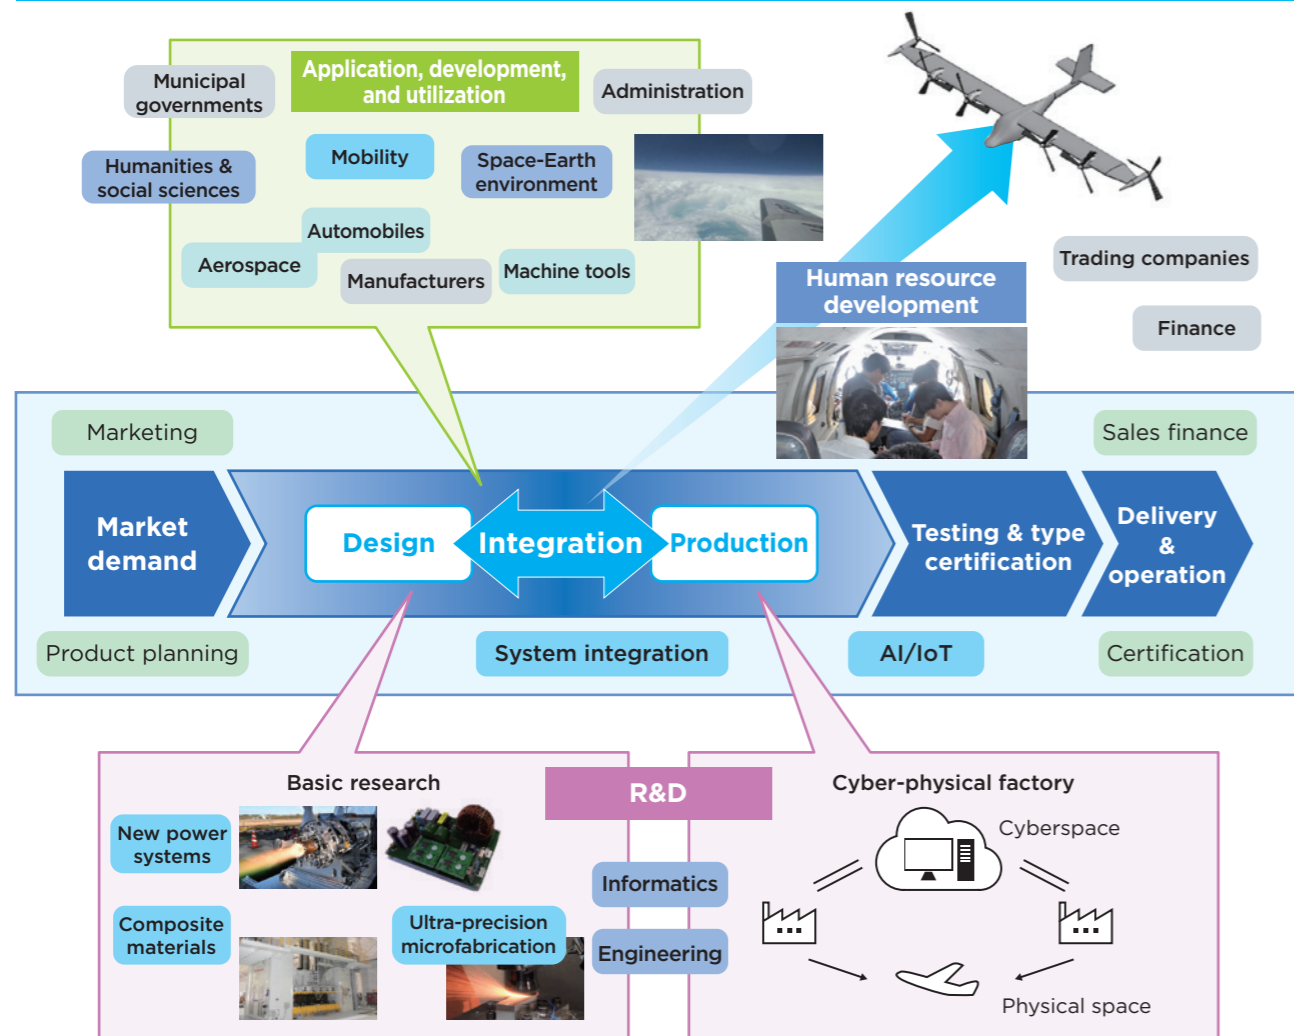 Application, development,
and utilization
Municipal
governments
Administration
Humanities &
social sciences
Mobility
Space-Earth
environment
Automobiles
Aerospace
Manufacturers
Machine tools
Human resource
development
Trading companies
Finance
Marketing
Sales finance
Market
demand
Design
Integration
Production
Testing & type
certification
Delivery
&
operation
Product planning
System integration
AI/IoT
Certification
R&D
Basic research
New power
systems
Composite
materials
Ultra-precision
microfabrication
Informatics
Engineering
Cyber-physical factory
Cyberspace
Physical space